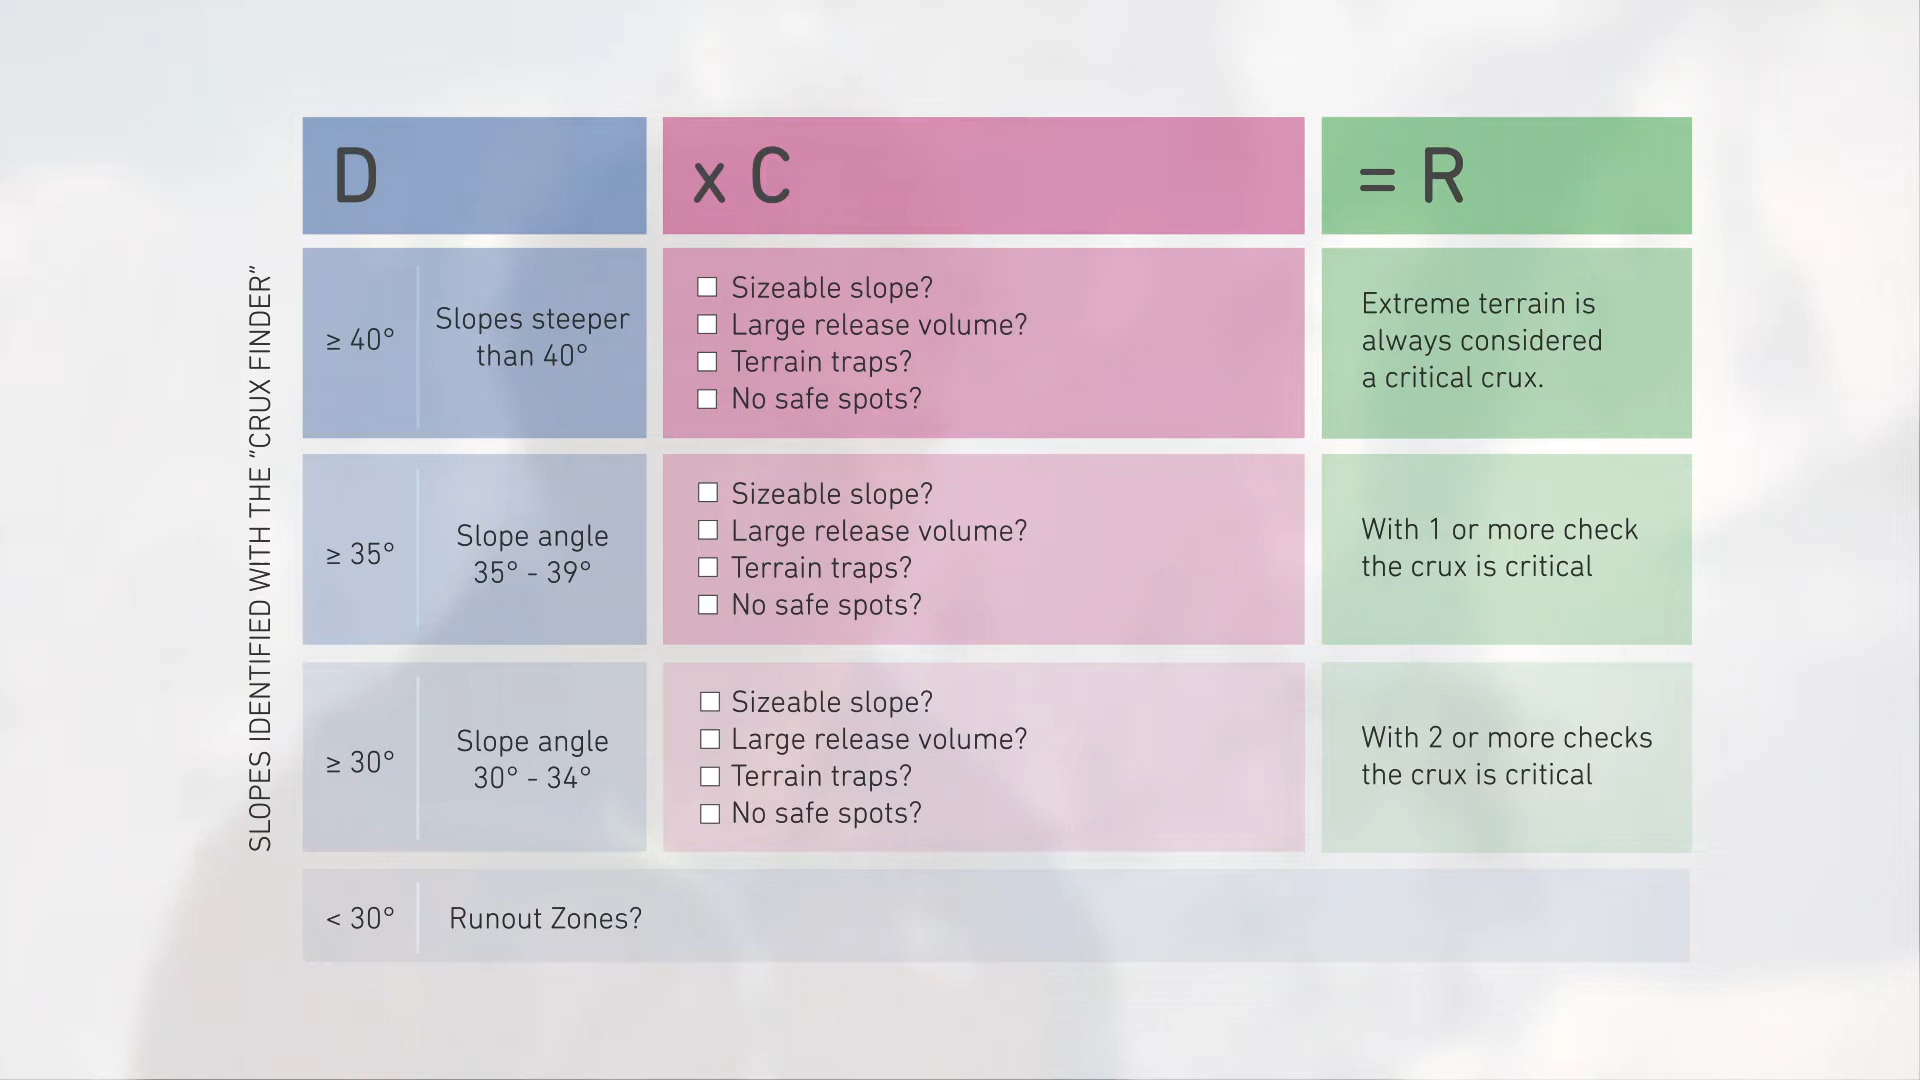 SLOPES IDENTIFIED WITH THE "CRUX FINDER"
D
x C
= R
≥ 40°
Slopes steeper
than 40°
Sizeable slope?
Large release volume?
Terrain traps?
No safe spots?
Extreme terrain is
always considered
a critical crux.
≥ 35°
Slope angle
35° - 39°
Sizeable slope?
Large release volume?
Terrain traps?
No safe spots?
With 1 or more check
the crux is critical
≥ 30°
Slope angle
30° - 34°
Sizeable slope?
Large release volume?
Terrain traps?
No safe spots?
With 2 or more checks
the crux is critical
< 30°
Runout Zones?